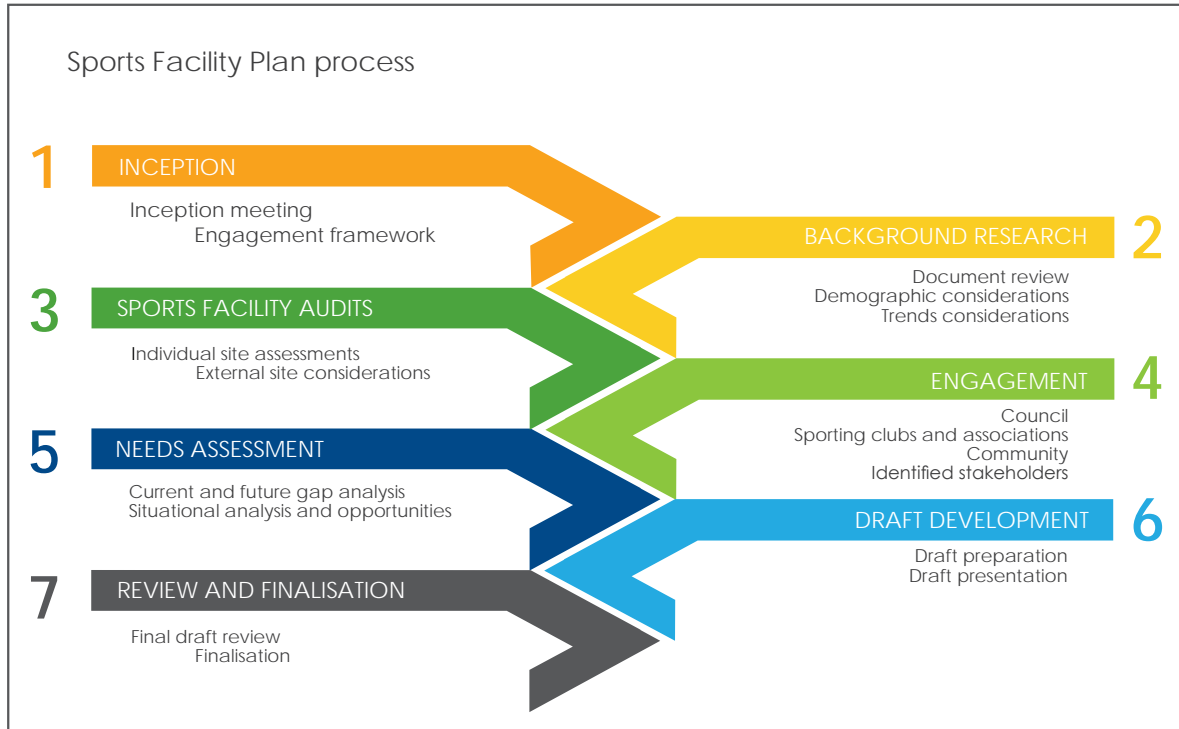 Sports Facility Plan process
1
INCEPTION
Inception meeting
Engagement framework
2
BACKGROUND RESEARCH
Document review
Demographic considerations
Trends considerations
3
SPORTS FACILITY AUDITS
Individual site assessments
External site considerations
4
ENGAGEMENT
Council
Sporting clubs and associations
Community
Identified stakeholders
5
NEEDS ASSESSMENT
Current and future gap analysis
Situational analysis and opportunities
6
DRAFT DEVELOPMENT
Draft preparation
Draft presentation
7
REVIEW AND FINALISATION
Final draft review
Finalisation